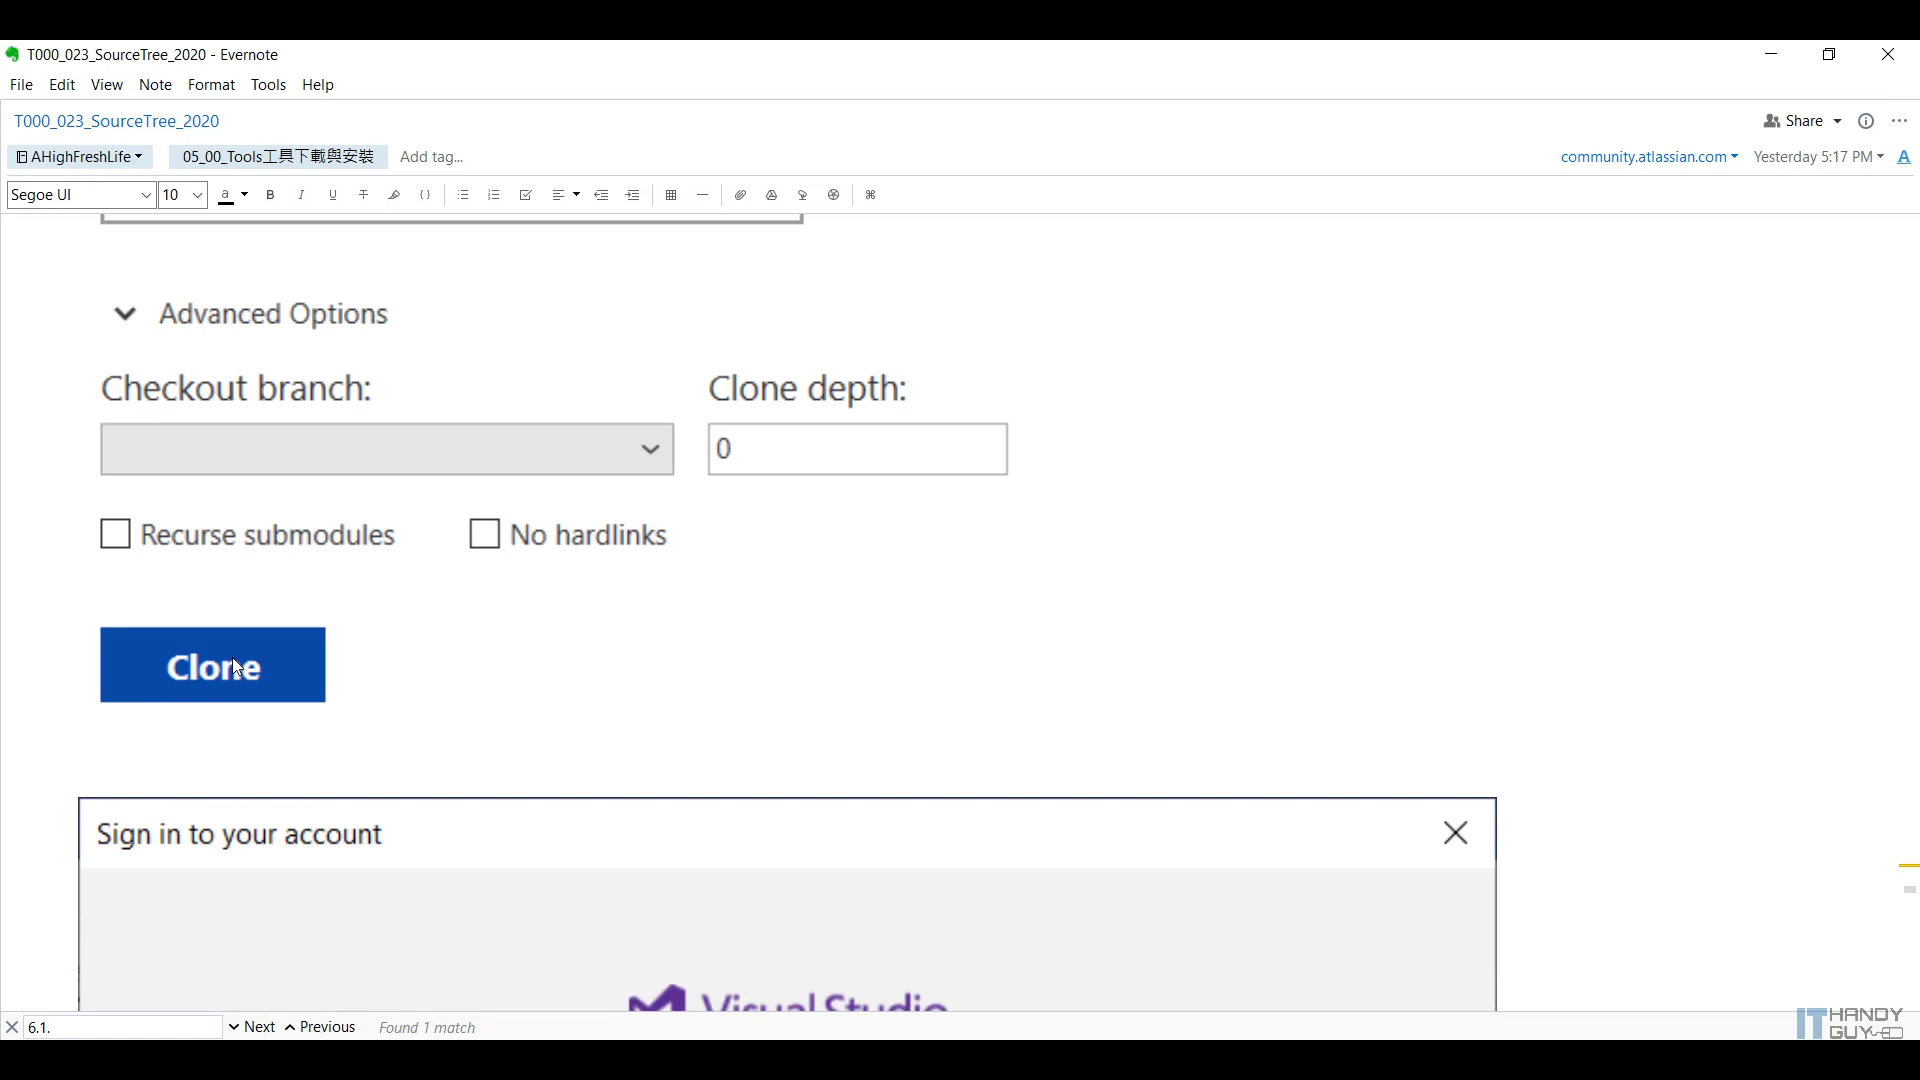 T000_023_SourceTree_2020 - Evernote
File Edit View Note Format Tools Help
T000_023_SourceTree_2020 Share
AHighFreshLife 05_00_Tools工具下載與安裝 Add tag... community.atlassian.com Yesterday 5:17 PM A
Segoe UI 10 a B I U T {}
Advanced Options
Checkout branch: Clone depth:
0
Recurse submodules No hardlinks
Clone
Sign in to your account
Visual Studio
6.1. Next Previous Found 1 match
IT HANDY GUY